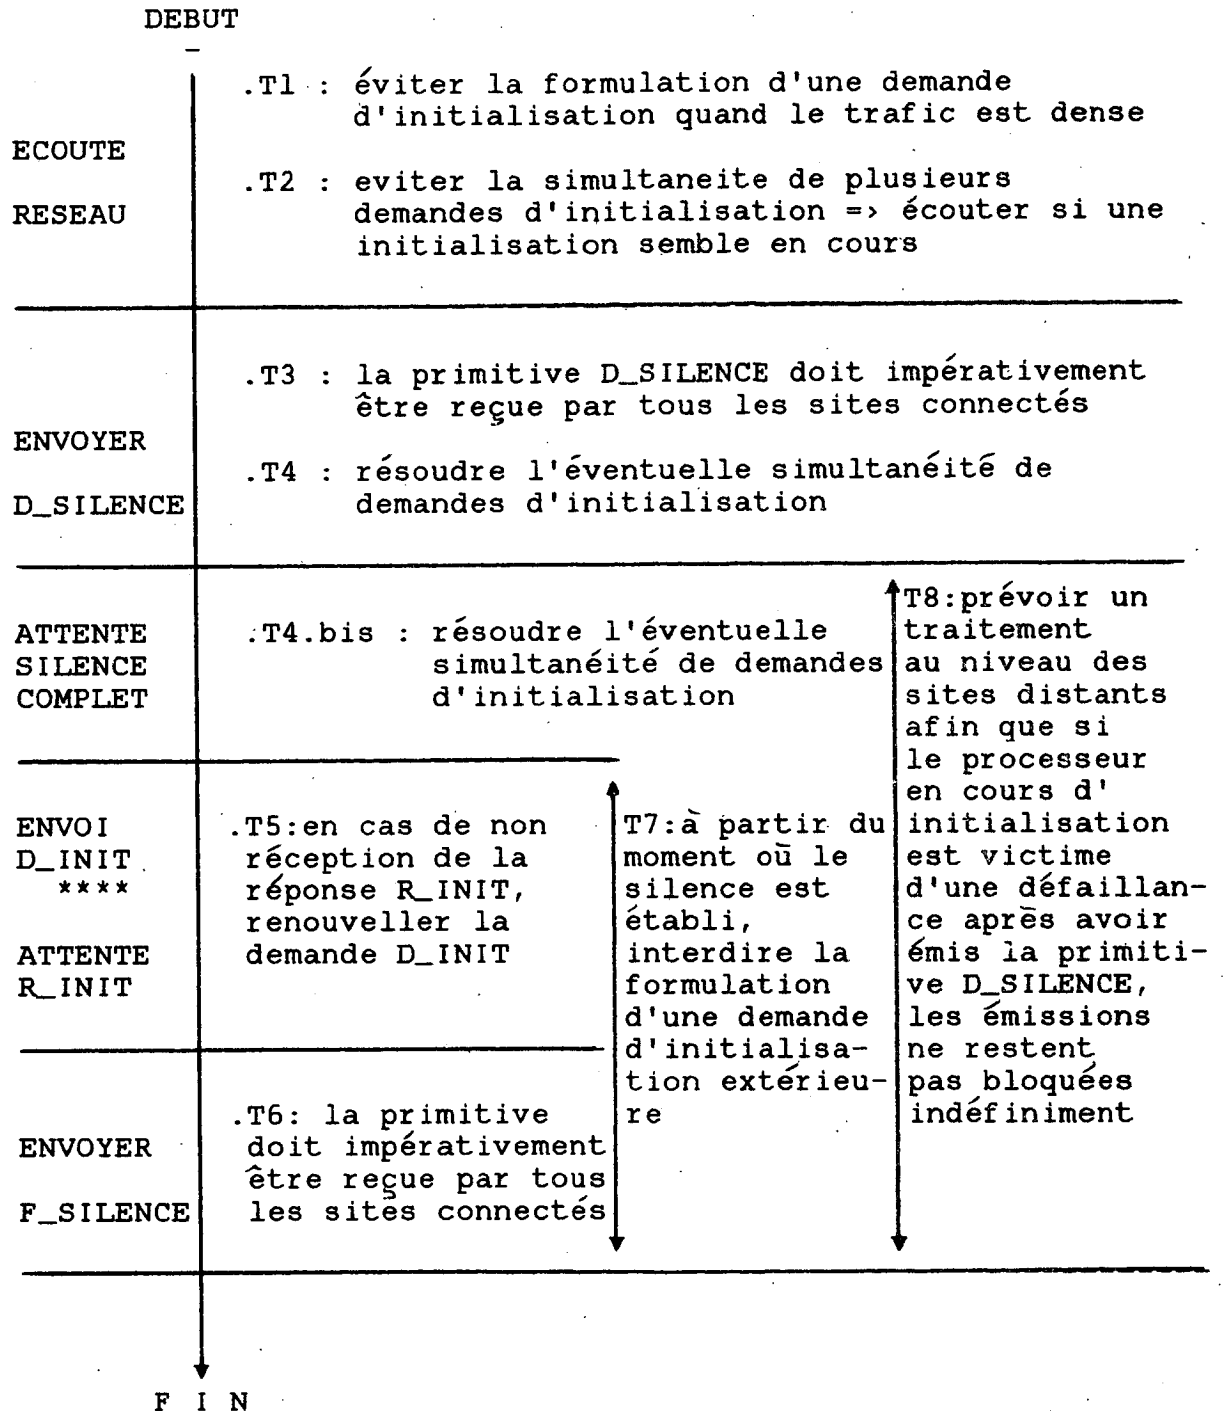 DEBUT
.T1 : éviter la formulation d'une demande
d'initialisation quand le trafic est dense
ECOUTE
RESEAU
.T2 : eviter la simultaneite de plusieurs
demandes d'initialisation => écouter si une
initialisation semble en cours
.T3 : la primitive D_SILENCE doit impérativement
être reçue par tous les sites connectés
ENVOYER
D_SILENCE
.T4 : résoudre l'éventuelle simultanéité de
demandes d'initialisation
ATTENTE
SILENCE
COMPLET
.T4.bis : résoudre l'éventuelle
simultanéité de demandes
d'initialisation
T8:prévoir un
traitement
au niveau des
sites distants
afin que si
le processeur
en cours d'
initialisation
est victime
d'une défaillan-
ce après avoir
émis la primiti-
ve D_SILENCE,
les émissions
ne restent
pas bloquées
indéfiniment
ENVOI
D_INIT
****
ATTENTE
R_INIT
.T5:en cas de non
réception de la
réponse R_INIT,
renouveller la
demande D_INIT
T7:à partir du
moment où le
silence est
établi,
interdire la
formulation
d'une demande
d'initialisa-
tion extérieu-
re
ENVOYER
F_SILENCE
.T6: la primitive
doit impérativement
être reçue par tous
les sites connectés
F I N